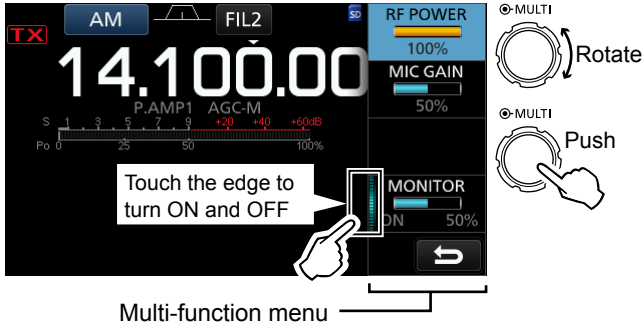 AM FIL2 SD RF POWER
TX 100%
14.100.00 MIC GAIN
50%
P.AMP1 AGC-M
S 1 3 5 7 9 +20 +40 +60dB
Po 0 25 50 100%
Touch the edge to
turn ON and OFF
MONITOR
ON 50%
MULTI
Rotate
MULTI
Push
Multi-function menu